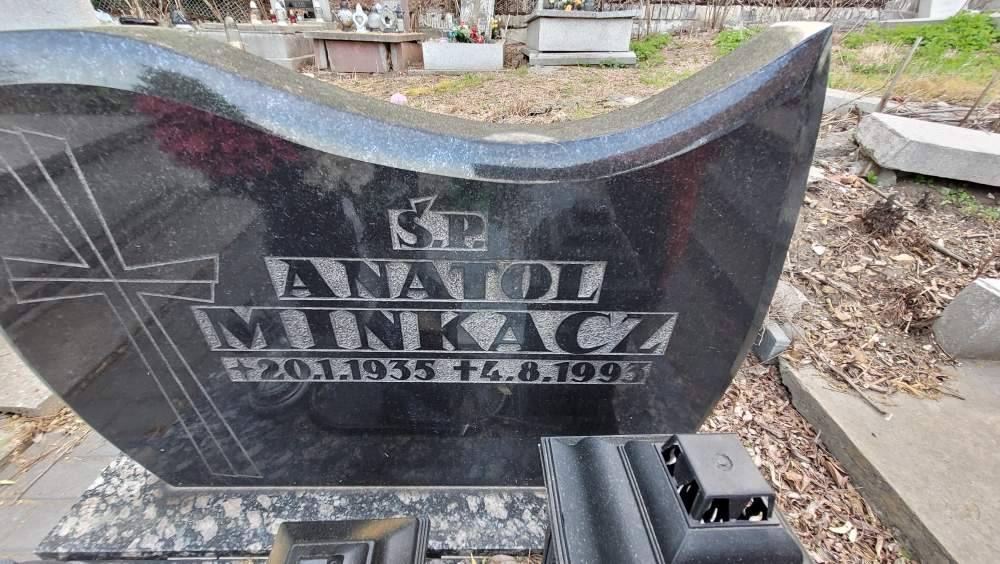 Ś.P.
ANATOL
MINKACZ
+20.1.1935 +4.8.1993